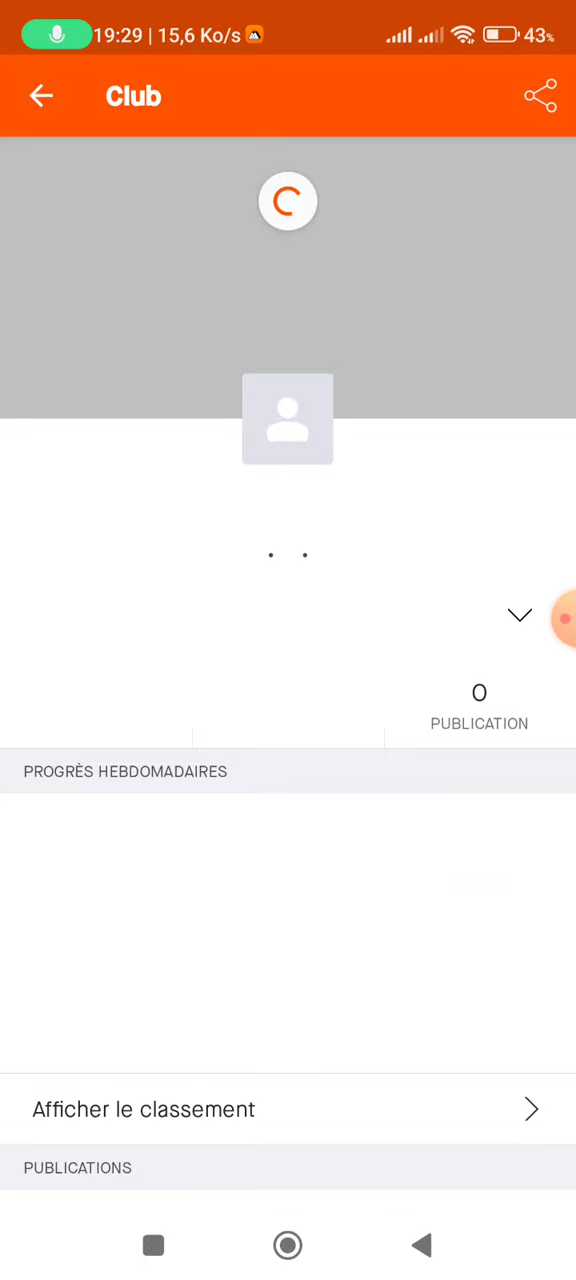 19:29 | 15,6 Ko/s 43%
Club
0
PUBLICATION
PROGRÈS HEBDOMADAIRES
Afficher le classement
PUBLICATIONS